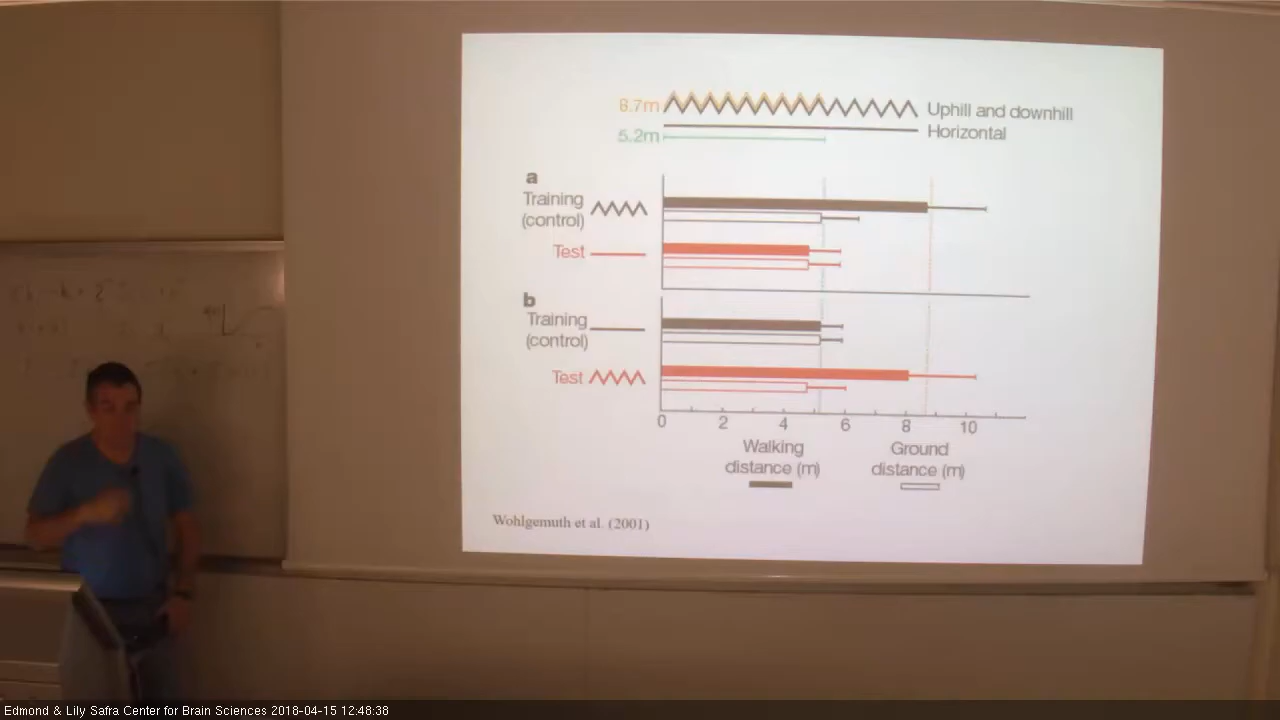 8.7m
Uphill and downhill
Horizontal
5.2m
a
Training
(control)
Test
b
Training
(control)
Test
0 2 4 6 8 10
Walking
distance (m)
Ground
distance (m)
Wohlgemuth et al. (2001)
Edmond & Lily Safra Center for Brain Sciences 2018-04-15 12:48:38